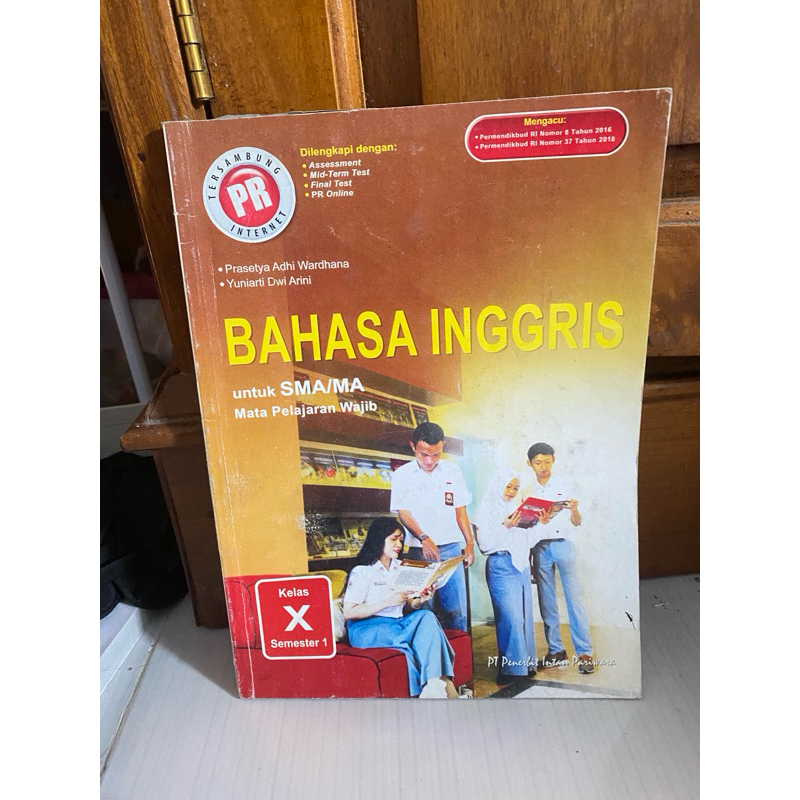 TERSAMBUNG
PR
INTERNET
Dilengkapi dengan:
• Assessment
• Mid-Term Test
• Final Test
• PR Online
Mengacu:
• Permendikbud RI Nomor 8 Tahun 2016
• Permendikbud RI Nomor 37 Tahun 2018
• Prasetya Adhi Wardhana
• Yuniarti Dwi Arini
BAHASA INGGRIS
untuk SMA/MA
Mata Pelajaran Wajib
Kelas
X
Semester 1
PT Penerbit Intan Pariwara